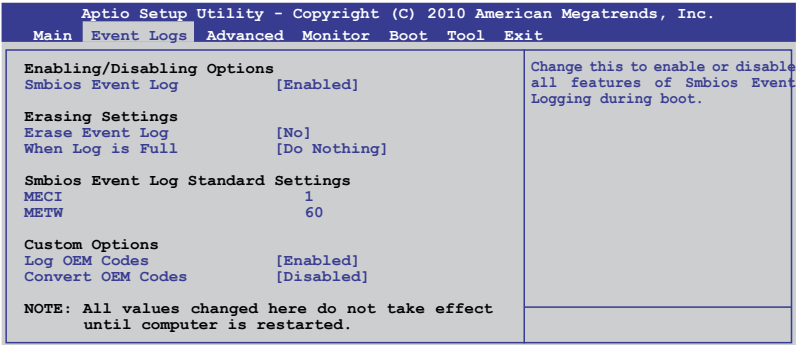 Aptio Setup Utility - Copyright (C) 2010 American Megatrends, Inc.
Main Event Logs Advanced Monitor Boot Tool Exit
Enabling/Disabling Options
Smbios Event Log [Enabled]
Erasing Settings
Erase Event Log [No]
When Log is Full [Do Nothing]
Smbios Event Log Standard Settings
MECI 1
METW 60
Custom Options
Log OEM Codes [Enabled]
Convert OEM Codes [Disabled]
NOTE: All values changed here do not take effect
until computer is restarted.
Change this to enable or disable
all features of Smbios Event
Logging during boot.